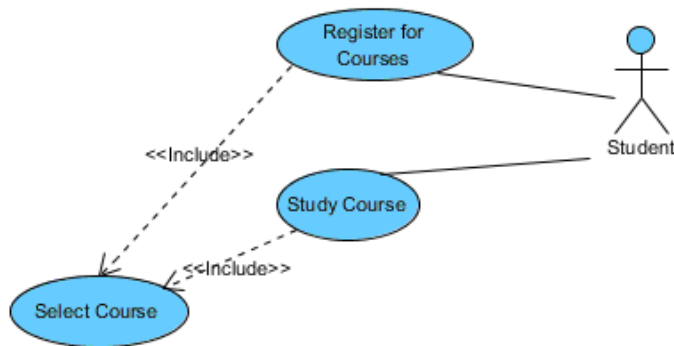 Register for
Courses
Student
<<Include>>
Study Course
<<Include>>
Select Course